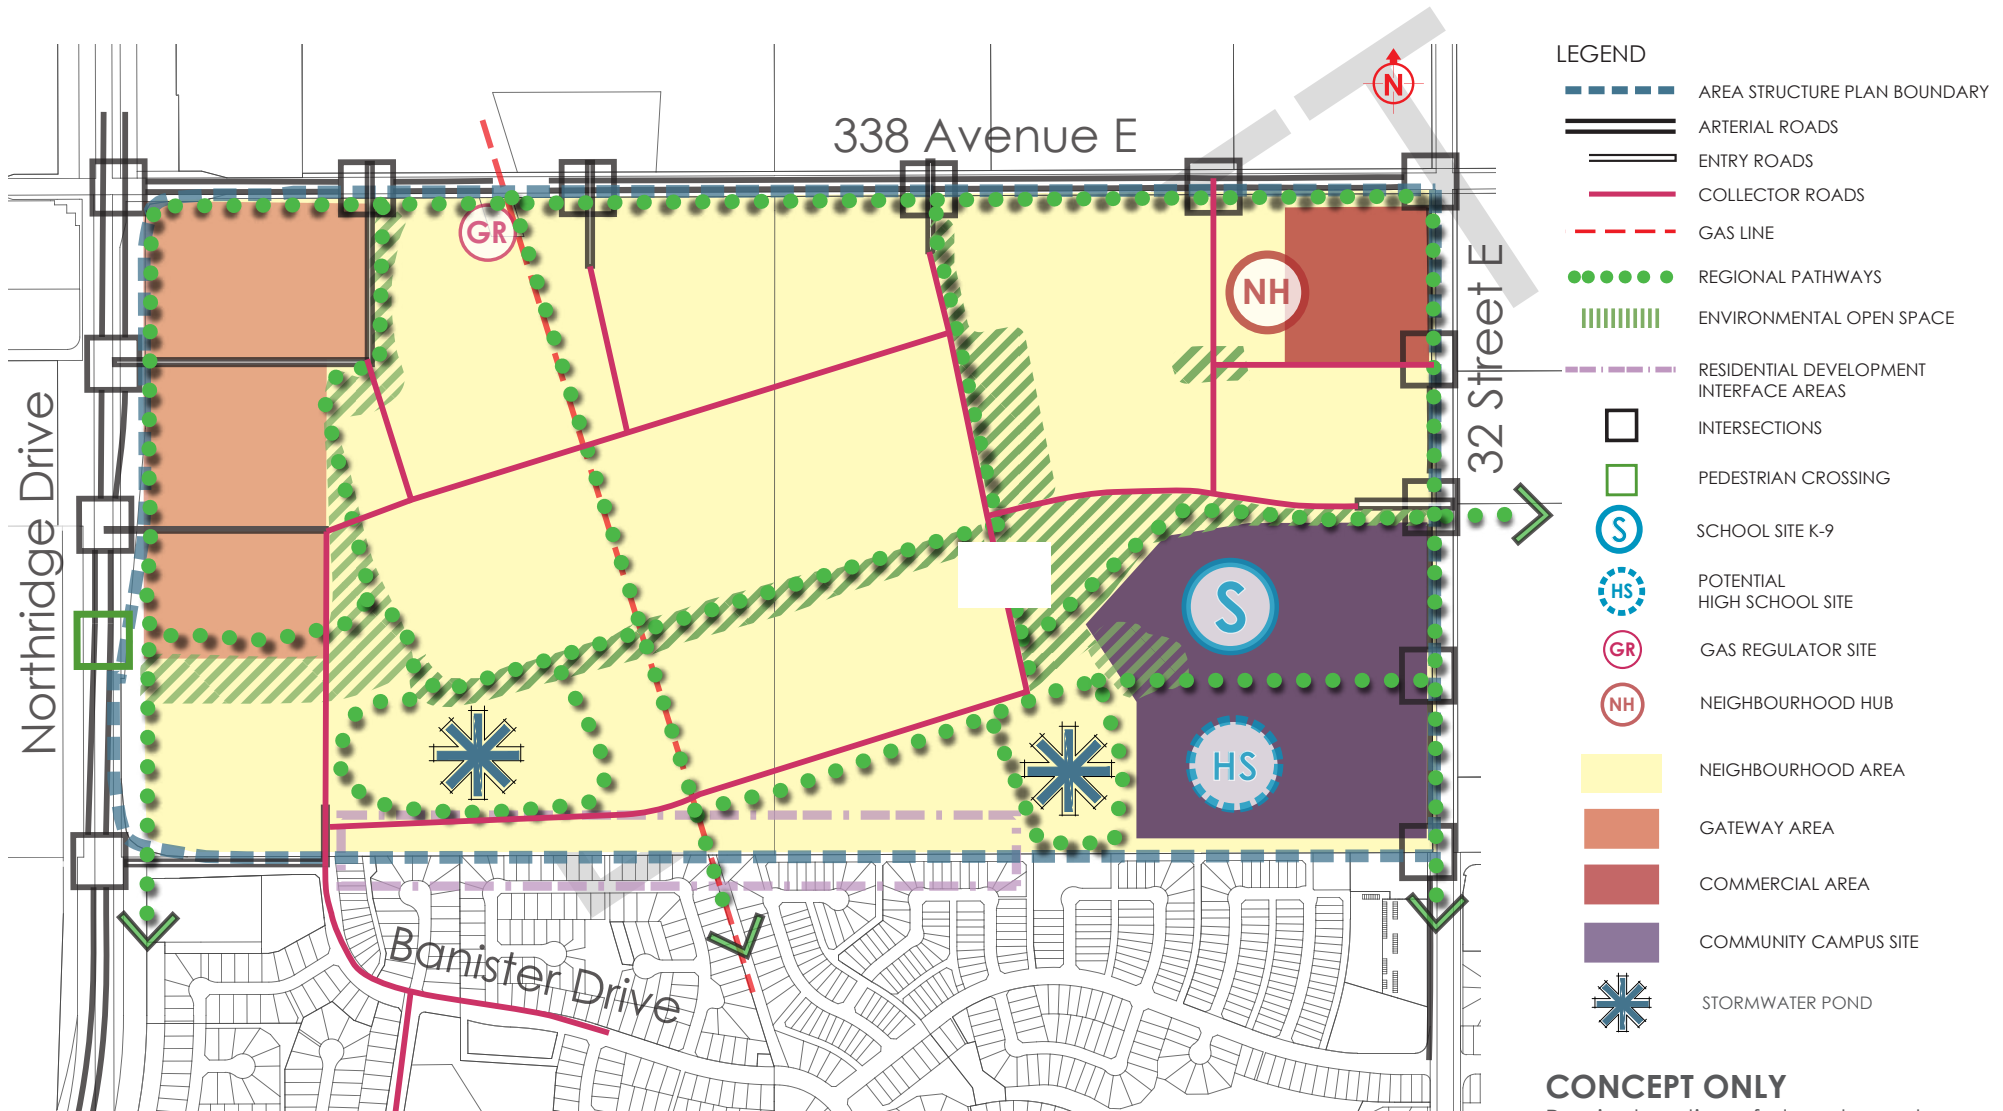 338 Avenue E
N
GR
NH
32 Street E
Northridge Drive
S
HS
Banister Drive
LEGEND
AREA STRUCTURE PLAN BOUNDARY
ARTERIAL ROADS
ENTRY ROADS
COLLECTOR ROADS
GAS LINE
REGIONAL PATHWAYS
ENVIRONMENTAL OPEN SPACE
RESIDENTIAL DEVELOPMENT
INTERFACE AREAS
INTERSECTIONS
PEDESTRIAN CROSSING
S
SCHOOL SITE K-9
HS
POTENTIAL
HIGH SCHOOL SITE
GR
GAS REGULATOR SITE
NH
NEIGHBOURHOOD HUB
NEIGHBOURHOOD AREA
GATEWAY AREA
COMMERCIAL AREA
COMMUNITY CAMPUS SITE
STORMWATER POND
CONCEPT ONLY